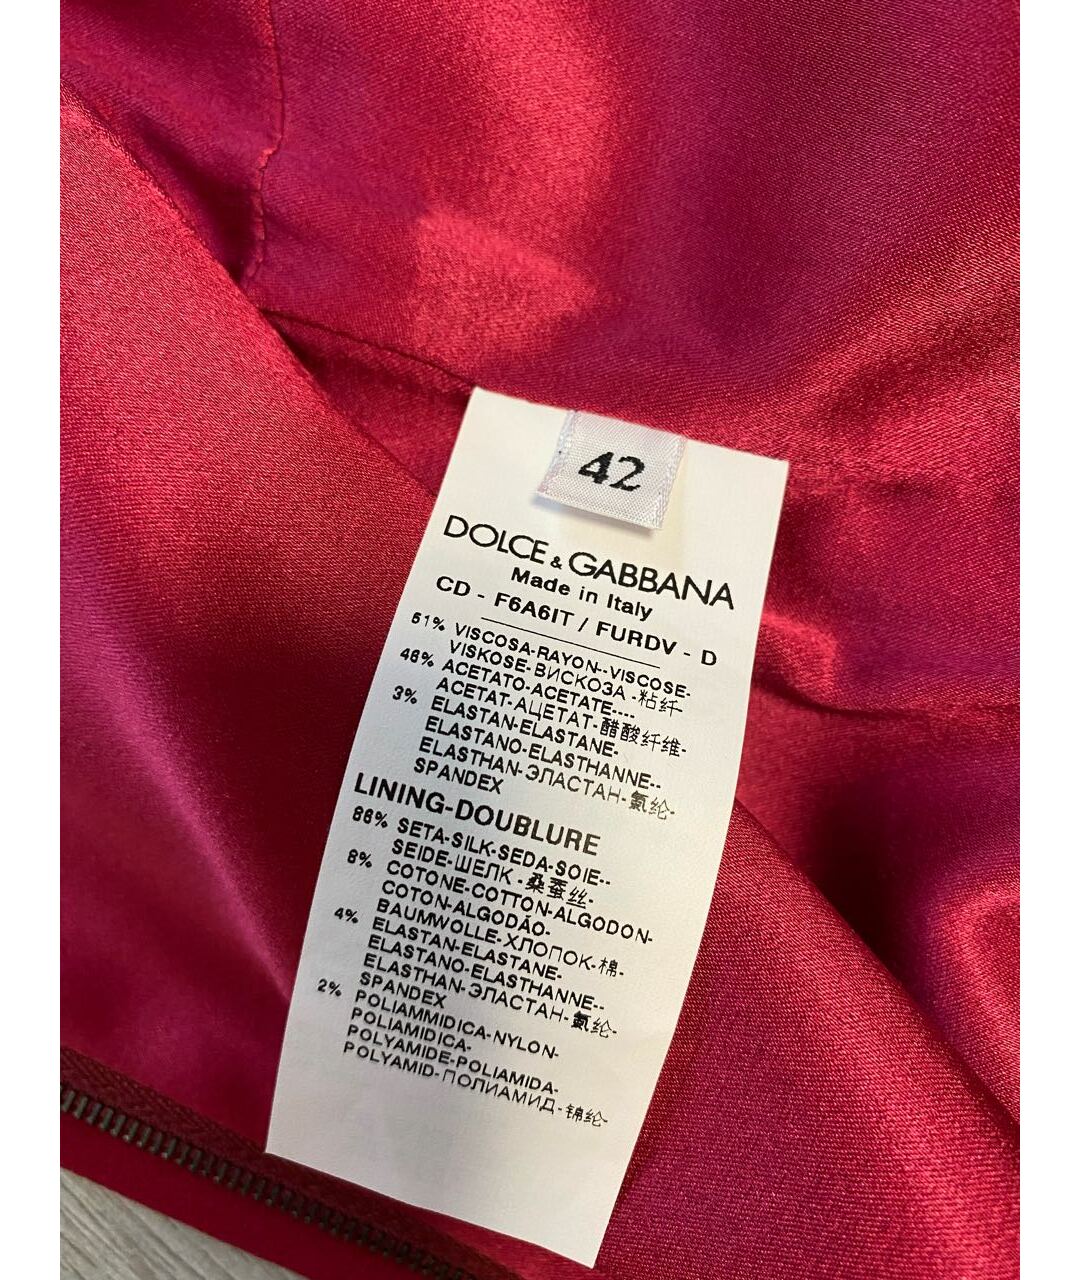 42
DOLCE & GABBANA
Made in Italy
CD - F6A6IT / FURDV - D
51% VISCOSA-RAYON--VISCOSE-
VISKOSE-ВИСКОЗА-粘纤
46% ACETATO-ACETATE----
ACETAT-АЦЕТАТ-醋酸纤维-
3% ELASTAN-ELASTANE-
ELASTANO-ELASTHANNE--
ELASTHAN-ЭЛАСТАН-氨纶-
SPANDEX
LINING-DOUBLURE
86% SETA-SILK-SEDA-SOIE--
SEIDE-ШЕЛК-桑蚕丝-
8% COTONE-COTTON-ALGODON-
COTON-ALGODÃO-
BAUMWOLLE-ХЛОПОК-棉-
4% ELASTAN-ELASTANE-
ELASTANO-ELASTHANNE--
ELASTHAN-ЭЛАСТАН-氨纶-
SPANDEX
2% POLIAMMIDICA-NYLON-
POLIAMIDICA-
POLYAMIDE-POLIAMIDA-
POLYAMID-ПОЛИАМИД-锦纶-